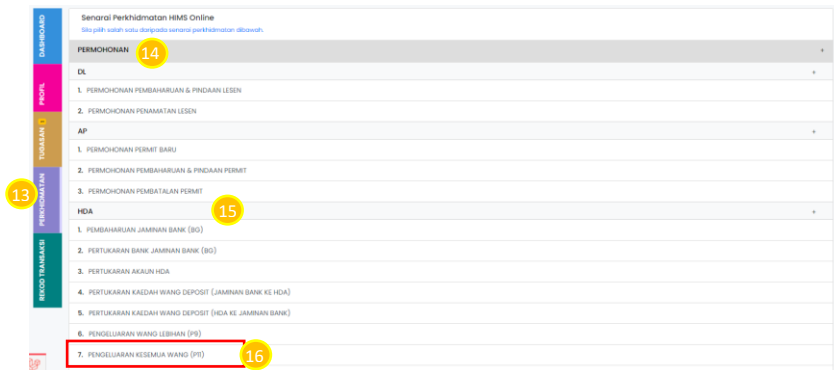 Senarai Perkhidmatan HIMS Online
Sila pilih salah satu daripada senarai perkhidmatan dibawah.
DASHBOARD
PERMOHONAN +
14
DL +
PROFIL
1. PERMOHONAN PEMBAHARUAN & PINDAAN LESEN
2. PERMOHONAN PENAMATAN LESEN
TUGASAN
AP +
1. PERMOHONAN PERMIT BARU
2. PERMOHONAN PEMBAHARUAN & PINDAAN PERMIT
13
PERKHIDMATAN
3. PERMOHONAN PEMBATALAN PERMIT
HDA +
15
1. PEMBAHARUAN JAMINAN BANK (BG)
2. PERTUKARAN BANK JAMINAN BANK (BG)
REKOD TRANSAKSI
3. PERTUKARAN AKAUN HDA
4. PERTUKARAN KAEDAH WANG DEPOSIT (JAMINAN BANK KE HDA)
5. PERTUKARAN KAEDAH WANG DEPOSIT (HDA KE JAMINAN BANK)
6. PENGELUARAN WANG LEBIHAN (P9)
7. PENGELUARAN KESEMUA WANG (P11)
16